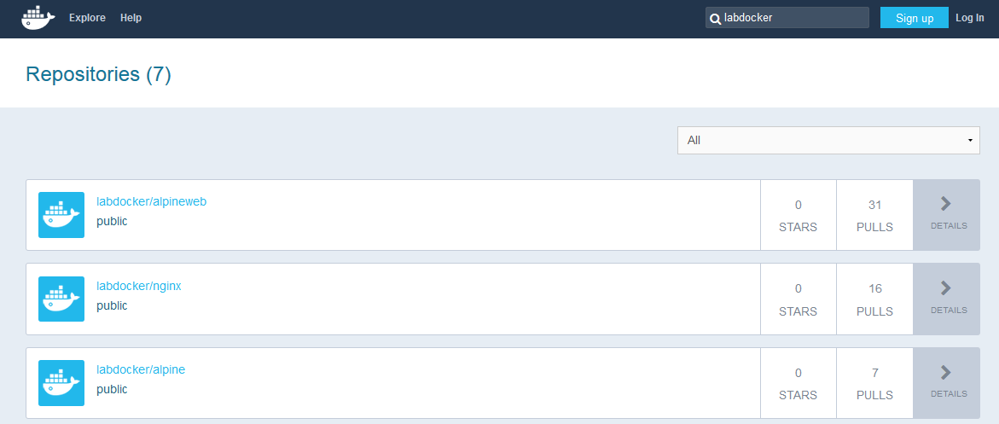 Explore Help labdocker Sign up Log In
Repositories (7)
All
labdocker/alpineweb
public
0
STARS
31
PULLS
DETAILS
labdocker/nginx
public
0
STARS
16
PULLS
DETAILS
labdocker/alpine
public
0
STARS
7
PULLS
DETAILS